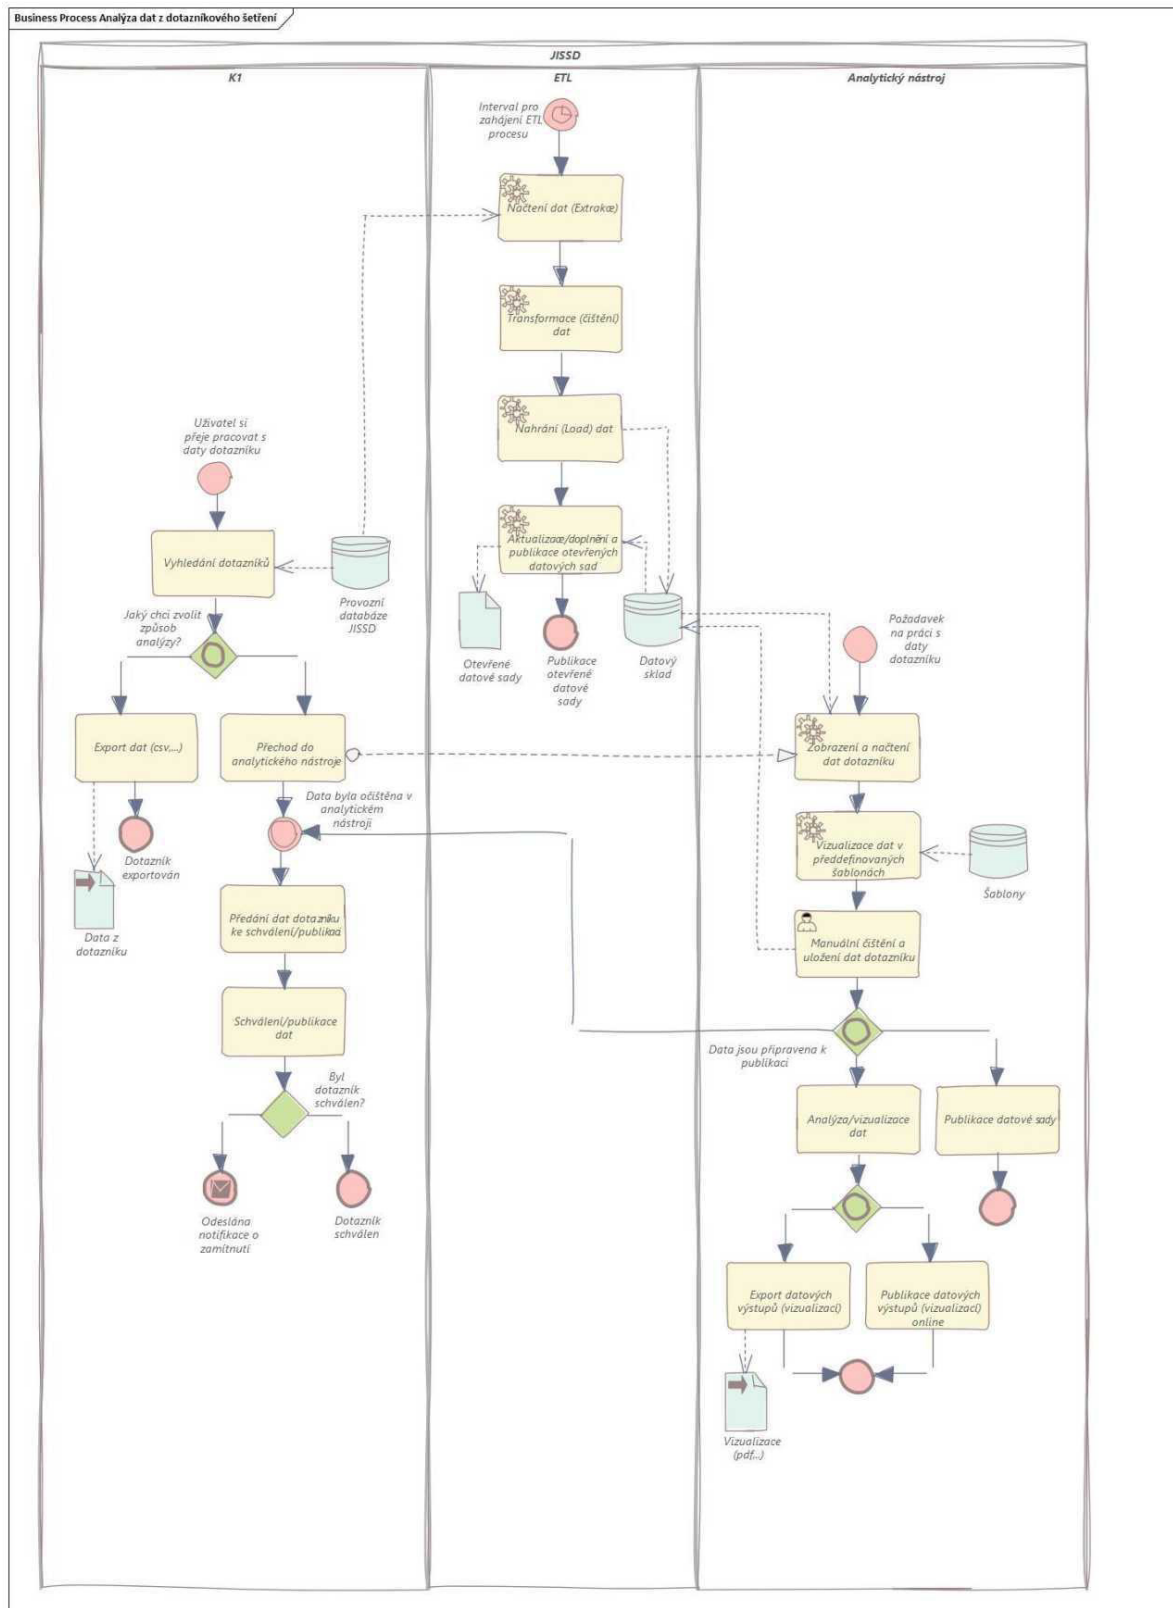 Business Process Analýza dat z dotazníkového šetření
JISSD
K1
ETL
Analytický nástroj
Interval pro
zahájení ETL
procesu
Načtení dat (Extrakce)
Transformace (čištění)
dat
Nahrání (Load) dat
Uživatel si
přeje pracovat s
daty dotazníku
Vyhledání dotazníků
Provozní
databáze
JISSD
Aktualizace/doplnění a
publikace otevřených
datových sad
Jaký chci zvolit
způsob
analýzy?
Otevřené
datové sady
Publikace
otevřené
datové
sady
Datový
sklad
Požadavek
na práci s
daty
dotazníku
Export dat (csv,...)
Přechod do
analytického nástroje
Zobrazení a načtení
dat dotazníku
Data byla očištěna v
analytickém
nástroji
Dotazník
exportován
Vizualizace dat v
předdefinovaných
šablonách
Šablony
Data z
dotazníku
Předání dat dotazníku
ke schválení/publikaci
Manuální čištění a
uložení dat dotazníku
Schválení/publikace
dat
Data jsou připravena k
publikaci
Byl
dotazník
schválen?
Analýza/vizualizace
dat
Publikace datové sady
Odeslána
notifikace o
zamítnutí
Dotazník
schválen
Export datových
výstupů (vizualizací)
Publikace datových
výstupů (vizualizací)
online
Vizualizace
(pdf,..)